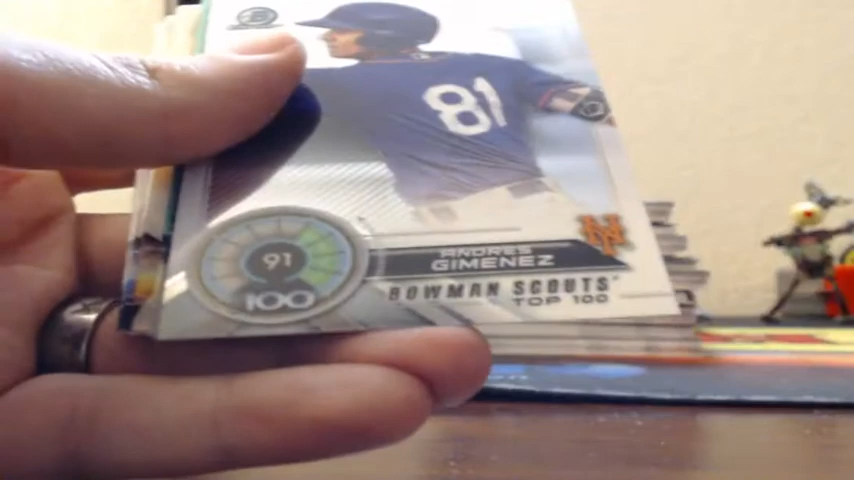 81
ANDRES
GIMENEZ
91
100
BOWMAN SCOUTS'
TOP 100